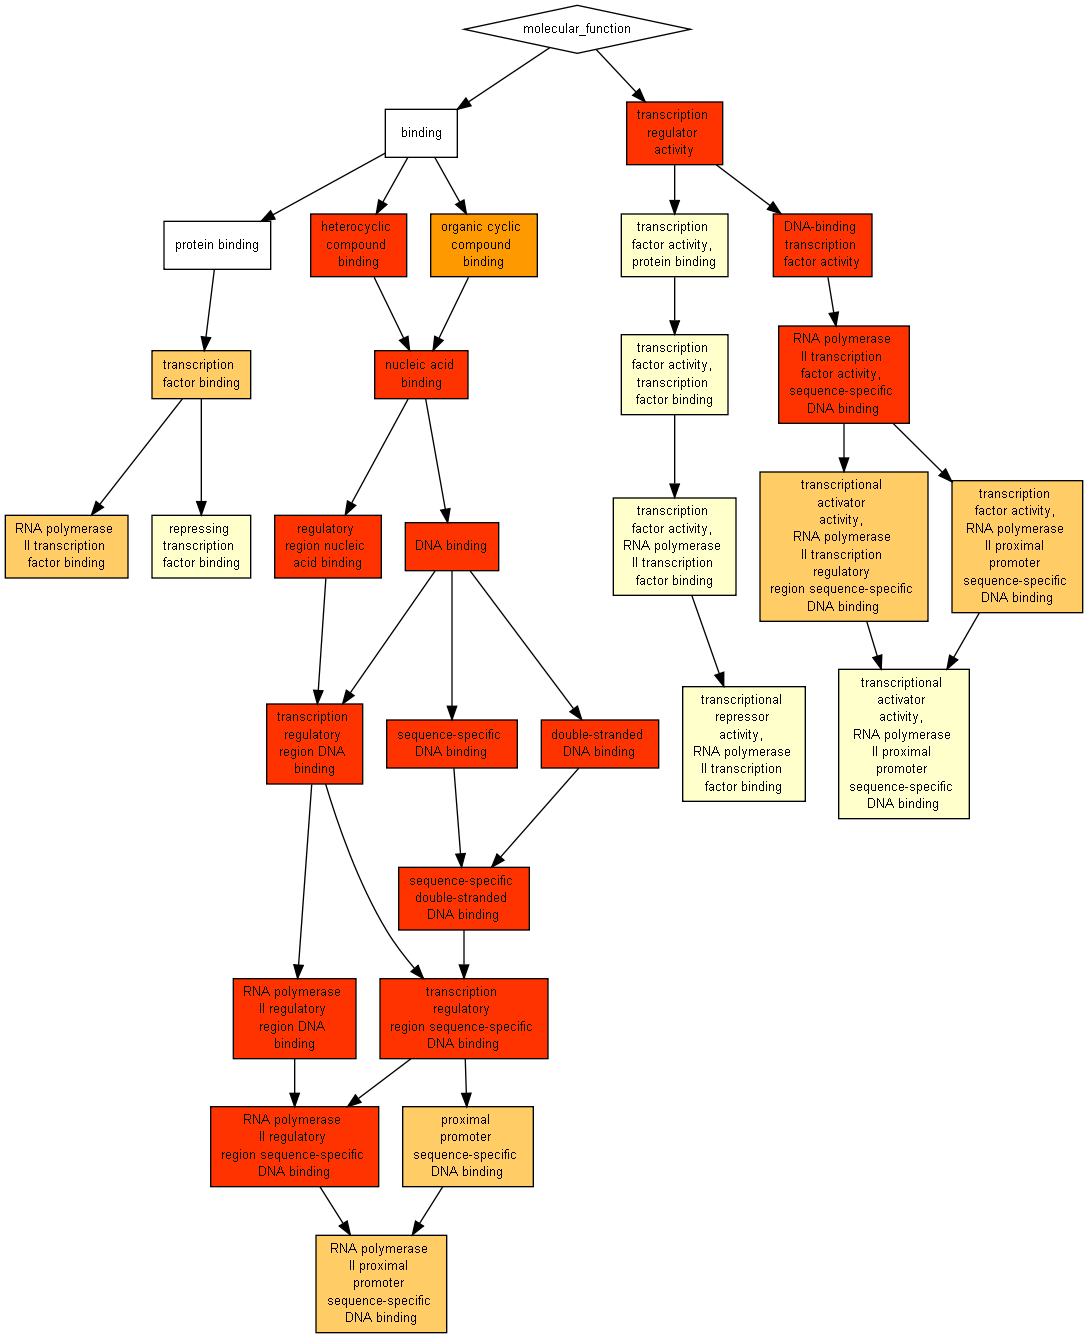 molecular_function
binding
transcription
regulator
activity
protein binding
heterocyclic
compound
binding
organic cyclic
compound
binding
transcription
factor activity,
protein binding
DNA-binding
transcription
factor activity
transcription
factor binding
nucleic acid
binding
transcription
factor activity,
transcription
factor binding
RNA polymerase
II transcription
factor activity,
sequence-specific
DNA binding
RNA polymerase
II transcription
factor binding
repressing
transcription
factor binding
regulatory
region nucleic
acid binding
DNA binding
transcription
factor activity,
RNA polymerase
II transcription
factor binding
transcriptional
activator
activity,
RNA polymerase
II transcription
regulatory
region sequence-specific
DNA binding
transcription
factor activity,
RNA polymerase
II proximal
promoter
sequence-specific
DNA binding
transcription
regulatory
region DNA
binding
sequence-specific
DNA binding
double-stranded
DNA binding
transcriptional
repressor
activity,
RNA polymerase
II transcription
factor binding
transcriptional
activator
activity,
RNA polymerase
II proximal
promoter
sequence-specific
DNA binding
sequence-specific
double-stranded
DNA binding
RNA polymerase
II regulatory
region DNA
binding
transcription
regulatory
region sequence-specific
DNA binding
RNA polymerase
II regulatory
region sequence-specific
DNA binding
proximal
promoter
sequence-specific
DNA binding
RNA polymerase
II proximal
promoter
sequence-specific
DNA binding